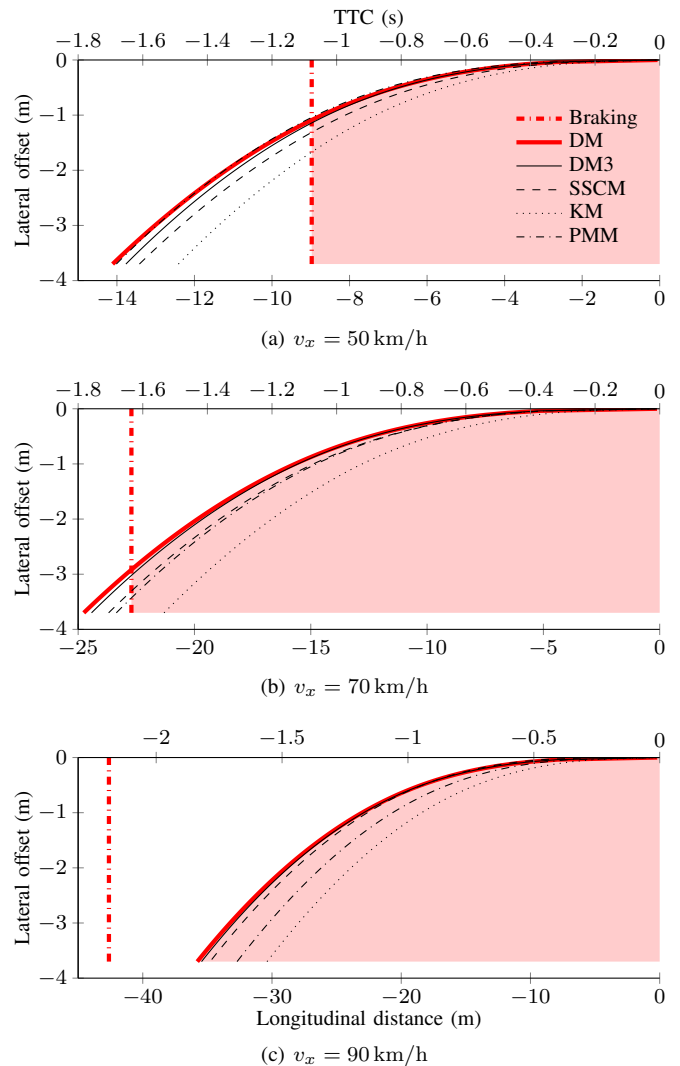 TTC (s)
−1.8 −1.6 −1.4 −1.2 −1 −0.8 −0.6 −0.4 −0.2 0
0
−1
−2
−3
−4
Lateral offset (m)
Braking
DM
DM3
SSCM
KM
PMM
−14 −12 −10 −8 −6 −4 −2 0
(a) vₓ = 50 km/h
−1.8 −1.6 −1.4 −1.2 −1 −0.8 −0.6 −0.4 −0.2 0
0
−1
−2
−3
−4
Lateral offset (m)
−25 −20 −15 −10 −5 0
(b) vₓ = 70 km/h
−2 −1.5 −1 −0.5 0
0
−1
−2
−3
−4
Lateral offset (m)
−40 −30 −20 −10 0
Longitudinal distance (m)
(c) vₓ = 90 km/h